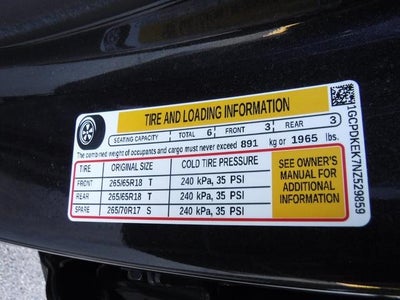 TIRE AND LOADING INFORMATION
SEATING CAPACITY TOTAL 6 FRONT 3 REAR 3
The combined weight of occupants and cargo must never exceed 891 kg or 1965 lbs.
TIRE ORIGINAL SIZE COLD TIRE PRESSURE
FRONT 265/65R18 T 240 kPa, 35 PSI
REAR 265/65R18 T 240 kPa, 35 PSI
SPARE 265/70R17 S 240 kPa, 35 PSI
SEE OWNER'S
MANUAL FOR
ADDITIONAL
INFORMATION
1GCPDKEK7NZ529859